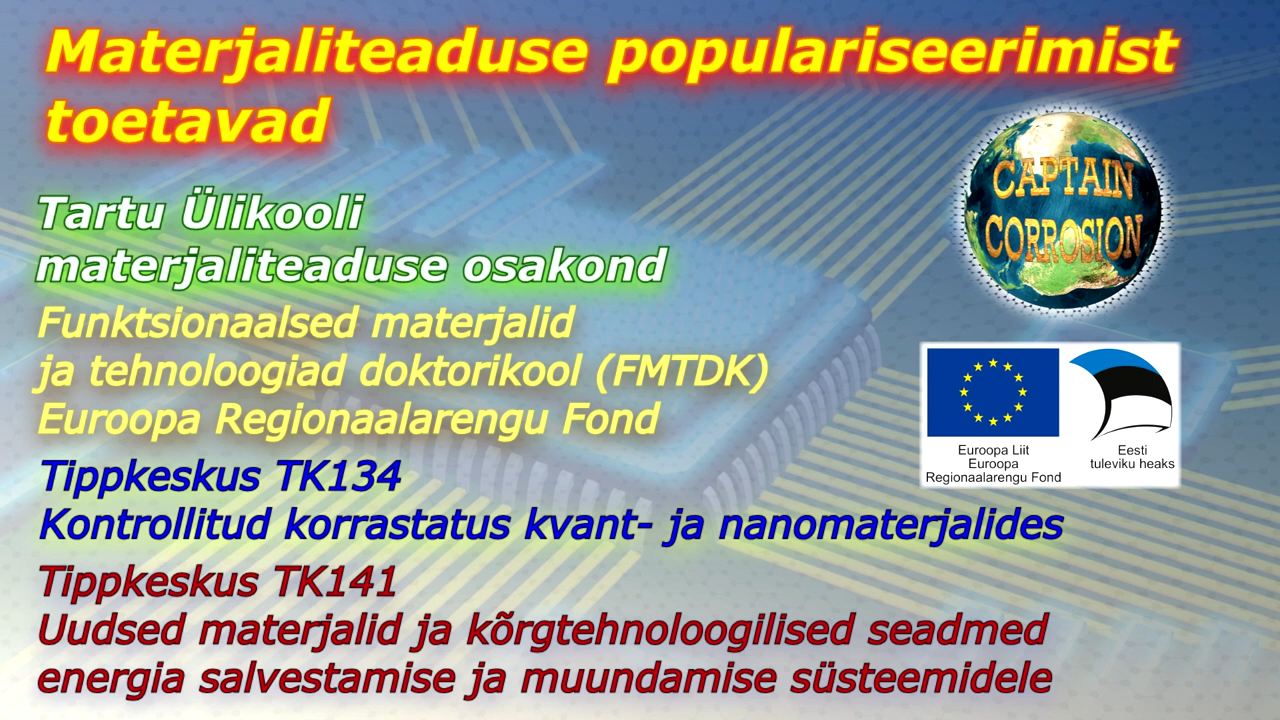 Materjaliteaduse populariseerimist
toetavad
CAPTAIN
CORROSION
Tartu Ülikooli
materjaliteaduse osakond
Funktsionaalsed materjalid
ja tehnoloogiad doktorikool (FMTDK)
Euroopa Regionaalarengu Fond
Euroopa Liit
Euroopa
Regionaalarengu Fond
Eesti
tuleviku heaks
Tippkeskus TK134
Kontrollitud korrastatus kvant- ja nanomaterjalides
Tippkeskus TK141
Uudsed materjalid ja kõrgtehnoloogilised seadmed
energia salvestamise ja muundamise süsteemidele